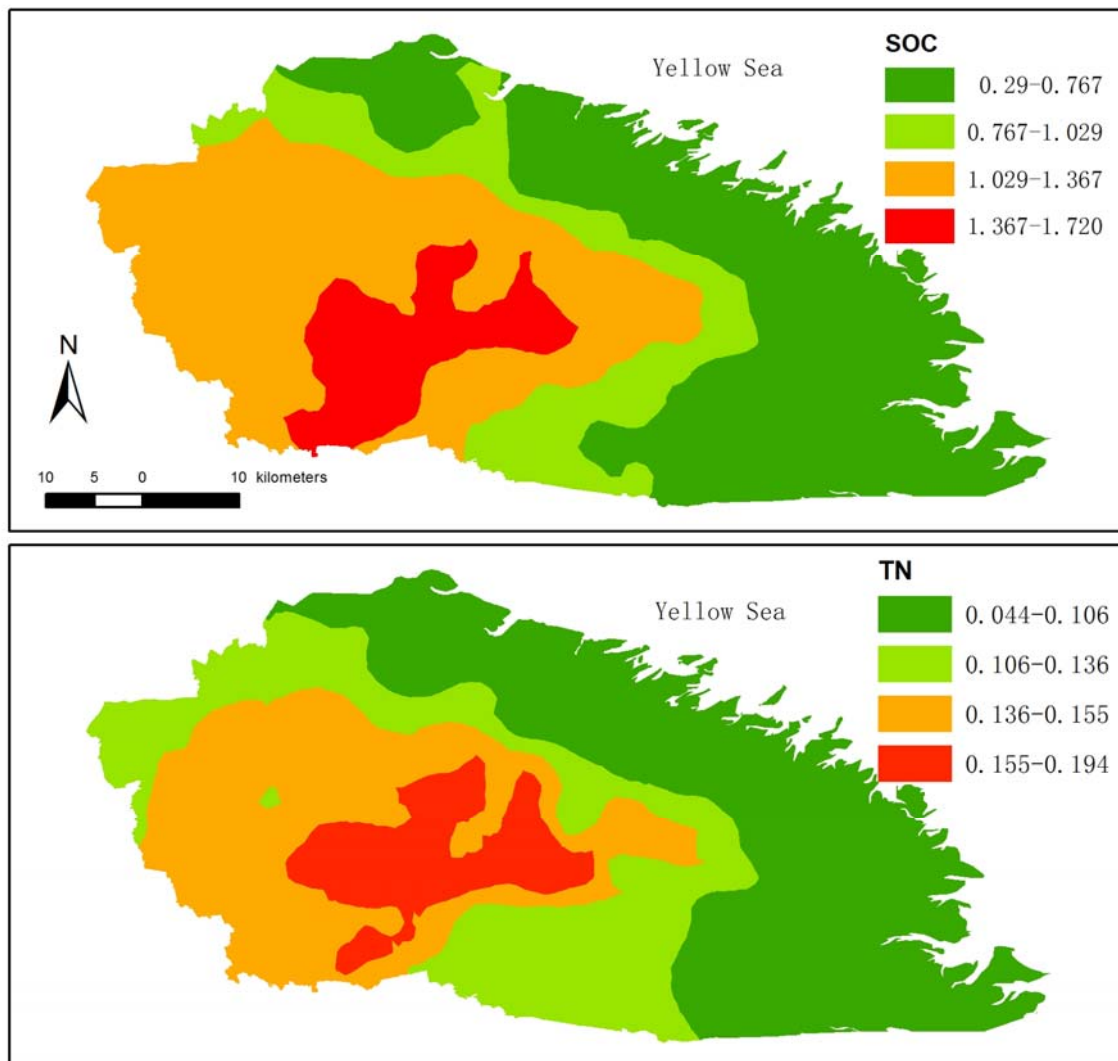 SOC
Yellow Sea
0.29-0.767
0.767-1.029
1.029-1.367
1.367-1.720
N
10 5 0 10 kilometers
TN
Yellow Sea
0.044-0.106
0.106-0.136
0.136-0.155
0.155-0.194